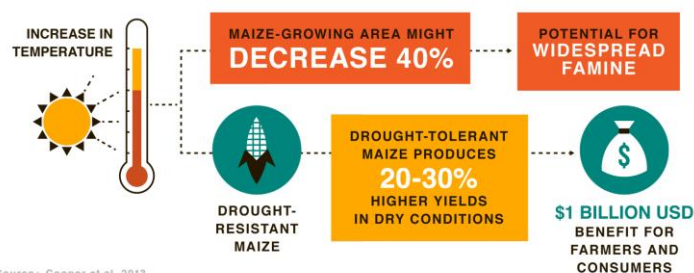 INCREASE IN
TEMPERATURE
MAIZE-GROWING AREA MIGHT
DECREASE 40%
POTENTIAL FOR
WIDESPREAD
FAMINE
DROUGHT-
RESISTANT
MAIZE
DROUGHT-TOLERANT
MAIZE PRODUCES
20-30%
HIGHER YIELDS
IN DRY CONDITIONS
$
$1 BILLION USD
BENEFIT FOR
FARMERS AND
CONSUMERS